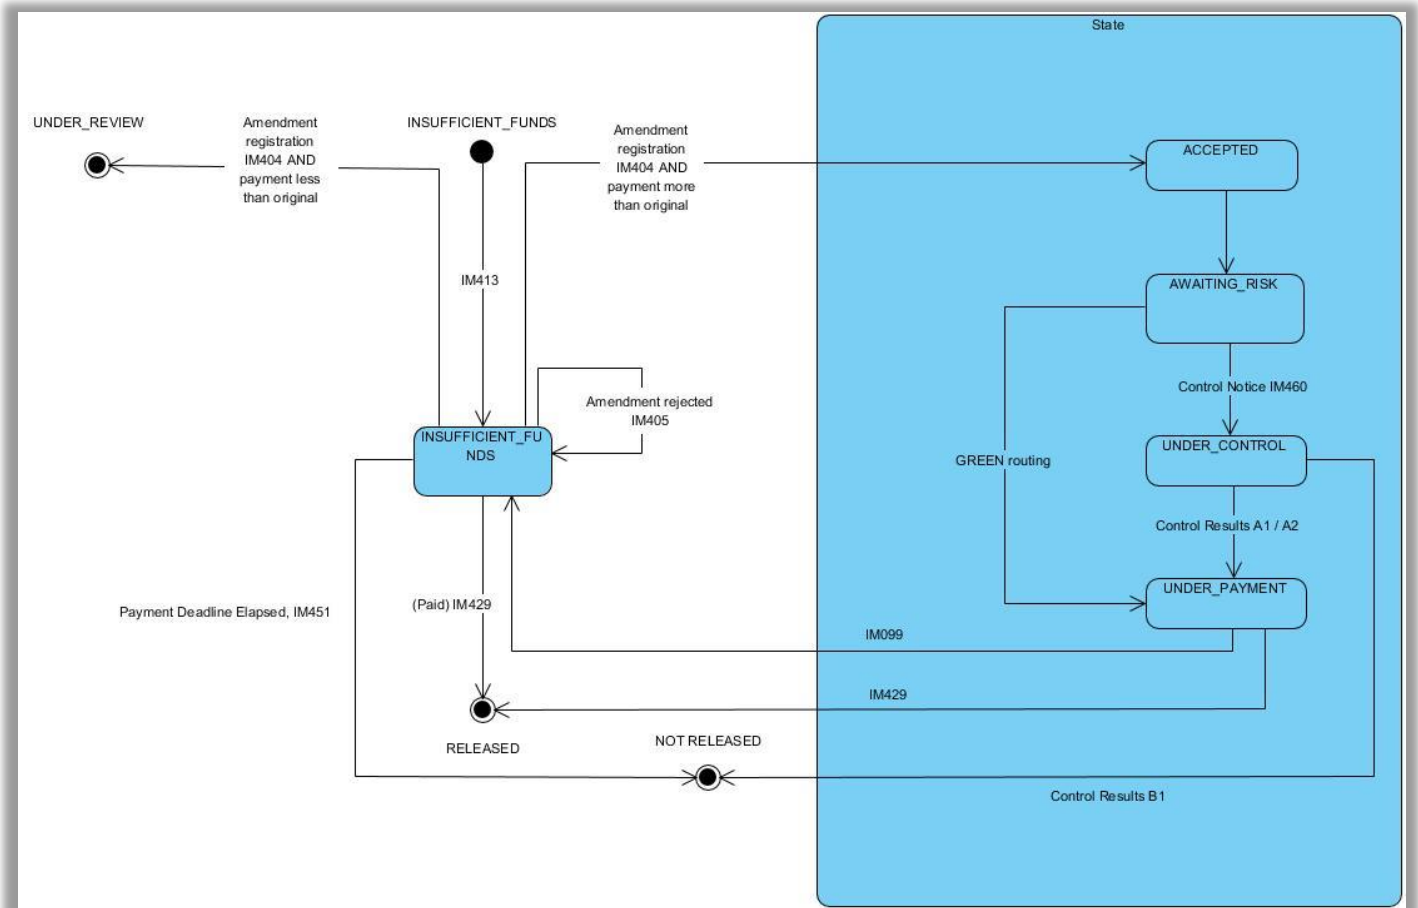 State
UNDER_REVIEW
Amendment
registration
IM404 AND
payment less
than original
INSUFFICIENT_FUNDS
Amendment
registration
IM404 AND
payment more
than original
ACCEPTED
IM413
AWAITING_RISK
Control Notice IM460
Amendment rejected
IM405
INSUFFICIENT_FU
NDS
UNDER_CONTROL
GREEN routing
Control Results A1 / A2
UNDER_PAYMENT
(Paid) IM429
Payment Deadline Elapsed, IM451
IM099
IM429
RELEASED
NOT RELEASED
Control Results B1